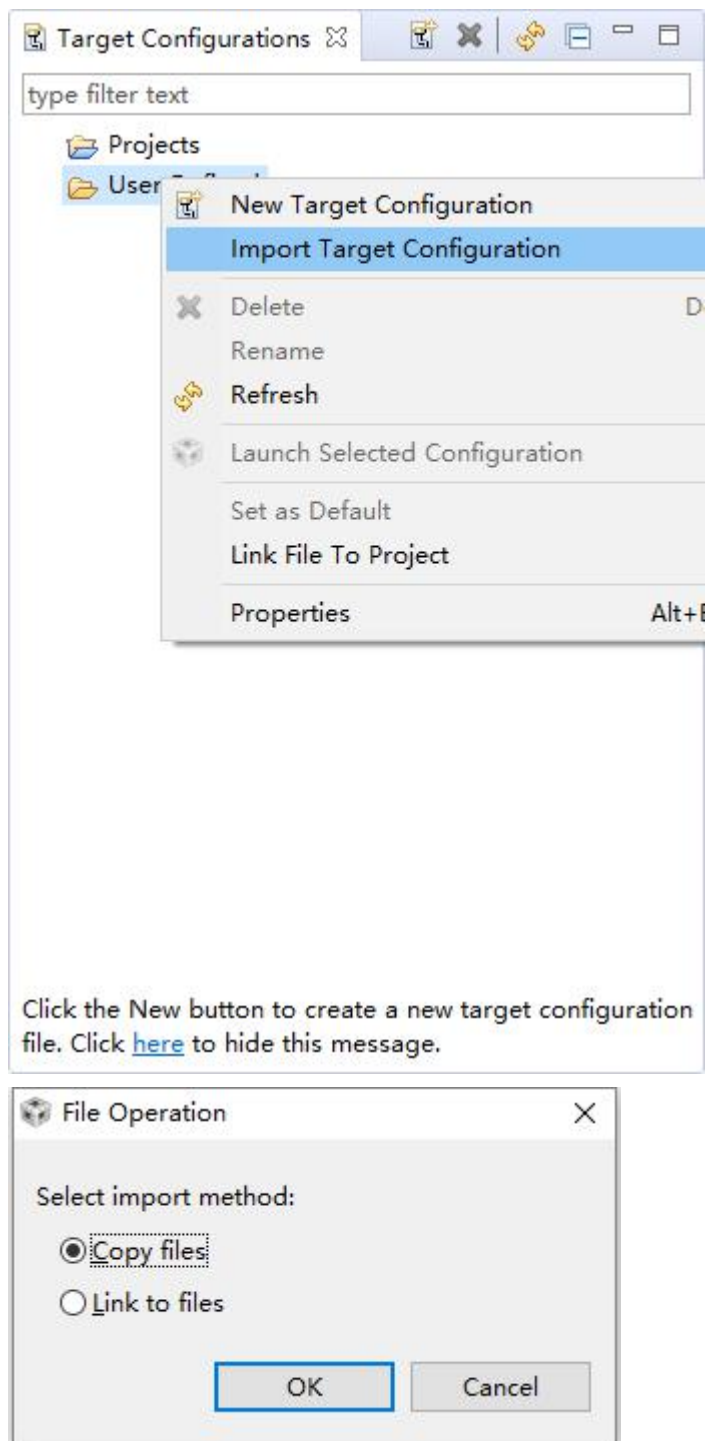 Target Configurations
type filter text
Projects
User
New Target Configuration
Import Target Configuration
Delete
Rename
Refresh
Launch Selected Configuration
Set as Default
Link File To Project
Properties Alt+E
Click the New button to create a new target configuration
file. Click here to hide this message.
File Operation
Select import method:
Copy files
Link to files
OK Cancel